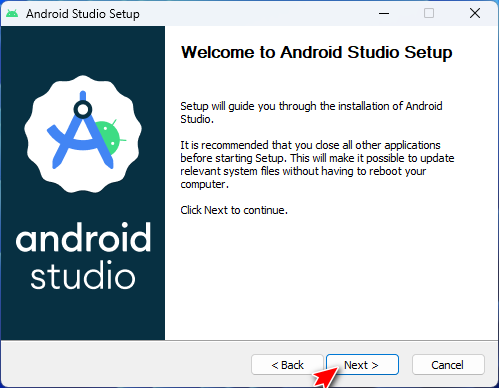 Android Studio Setup
Welcome to Android Studio Setup
Setup will guide you through the installation of Android
Studio.
It is recommended that you close all other applications
before starting Setup. This will make it possible to update
relevant system files without having to reboot your
computer.
Click Next to continue.
android
studio
< Back
Next >
Cancel